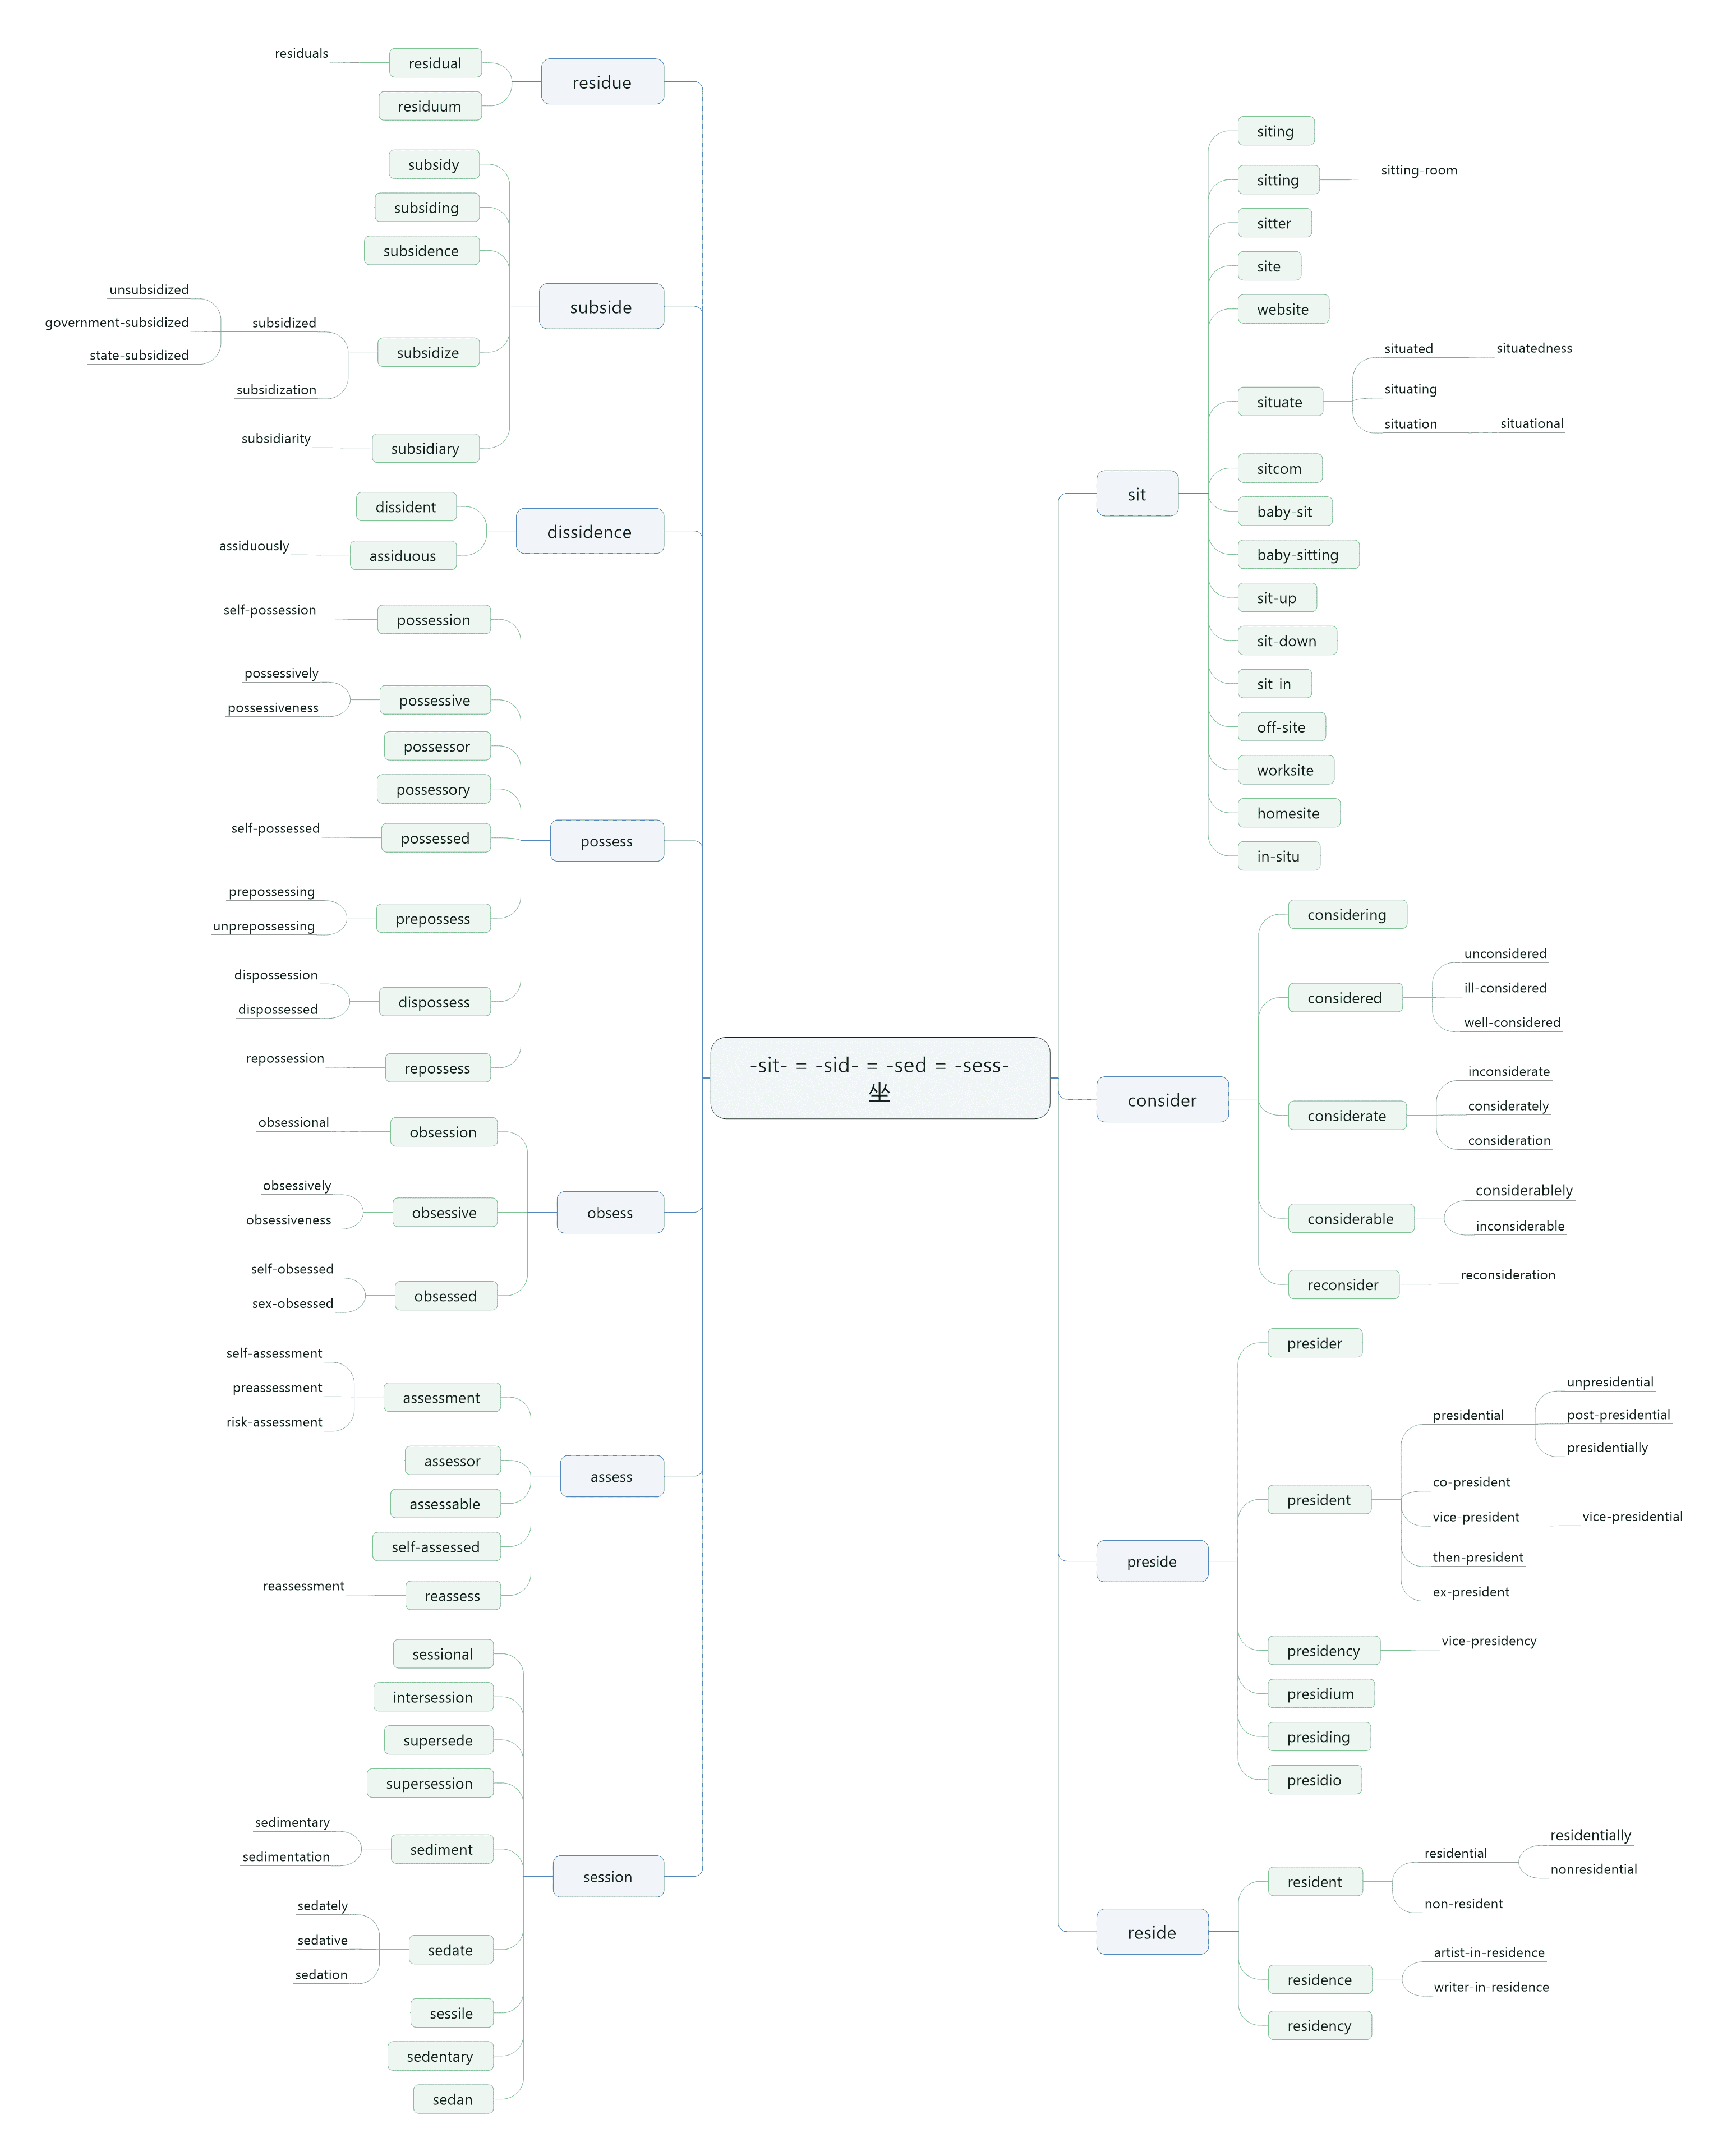 -sit- = -sid- = -sed = -sess-
坐
sit
siting
sitting
sitting-room
sitter
site
website
situate
situated
situatedness
situating
situation
situational
sitcom
baby-sit
baby-sitting
sit-up
sit-down
sit-in
off-site
worksite
homesite
in-situ
consider
considering
considered
unconsidered
ill-considered
well-considered
considerate
inconsiderate
considerately
consideration
considerable
considerablely
inconsiderable
reconsider
reconsideration
preside
presider
president
presidential
unpresidential
post-presidential
presidentially
co-president
vice-president
vice-presidential
then-president
ex-president
presidency
vice-presidency
presidium
presiding
presidio
reside
resident
residential
residentially
nonresidential
non-resident
residence
artist-in-residence
writer-in-residence
residency
residue
residual
residuals
residuum
subside
subsidy
subsiding
subsidence
subsidize
subsidized
unsubsidized
government-subsidized
state-subsidized
subsidization
subsidiary
subsidiarity
dissidence
dissident
assiduous
assiduously
possess
possession
self-possession
possessive
possessively
possessiveness
possessor
possessory
possessed
self-possessed
prepossess
prepossessing
unprepossessing
dispossess
dispossession
dispossessed
repossess
repossession
obsess
obsession
obsessional
obsessive
obsessively
obsessiveness
obsessed
self-obsessed
sex-obsessed
assess
assessment
self-assessment
preassessment
risk-assessment
assessor
assessable
self-assessed
reassess
reassessment
session
sessional
intersession
supersede
supersession
sediment
sedimentary
sedimentation
sedate
sedately
sedative
sedation
sessile
sedentary
sedan